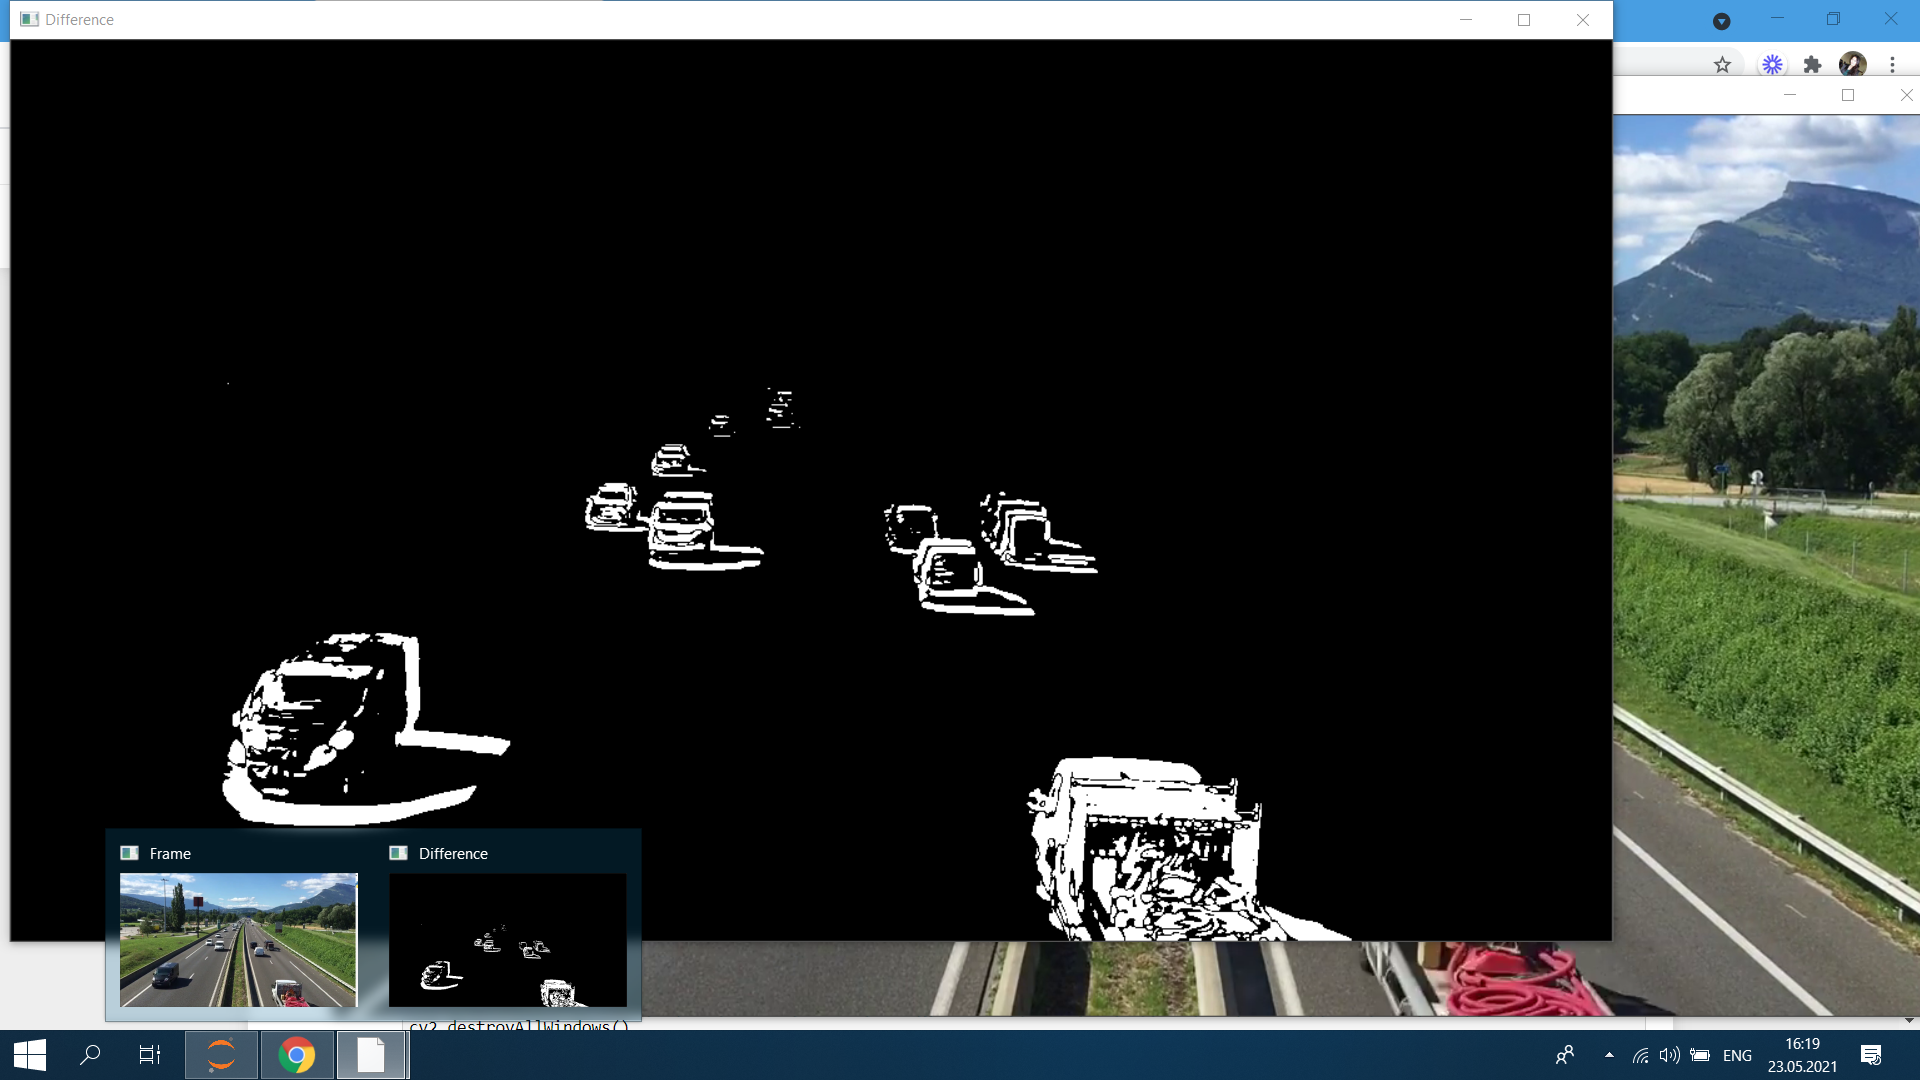 Difference
Frame
Difference
cv2.destroyAllWindows()
ENG
16:19
23.05.2021